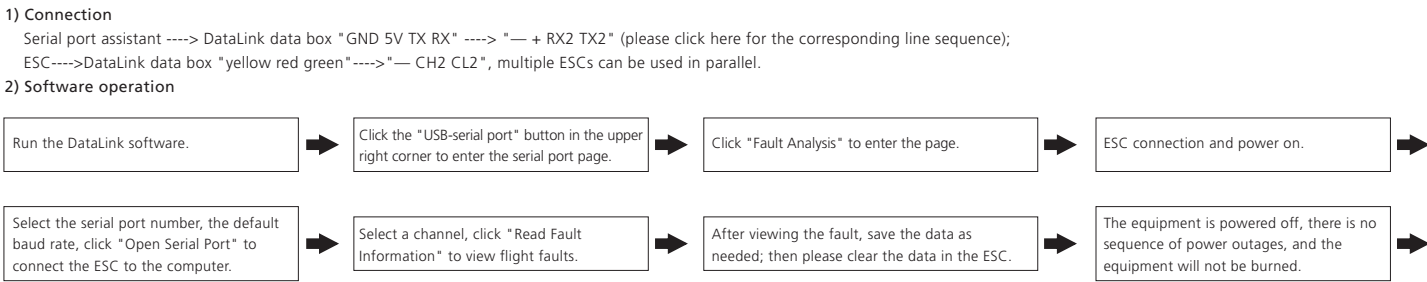 1) Connection
Serial port assistant ----> DataLink data box "GND 5V TX RX" ----> "— + RX2 TX2" (please click here for the corresponding line sequence);
ESC---->DataLink data box "yellow red green"---->"— CH2 CL2", multiple ESCs can be used in parallel.
2) Software operation
Run the DataLink software.
Click the "USB-serial port" button in the upper
right corner to enter the serial port page.
Click "Fault Analysis" to enter the page.
ESC connection and power on.
Select the serial port number, the default
baud rate, click "Open Serial Port" to
connect the ESC to the computer.
Select a channel, click "Read Fault
Information" to view flight faults.
After viewing the fault, save the data as
needed; then please clear the data in the ESC.
The equipment is powered off, there is no
sequence of power outages, and the
equipment will not be burned.